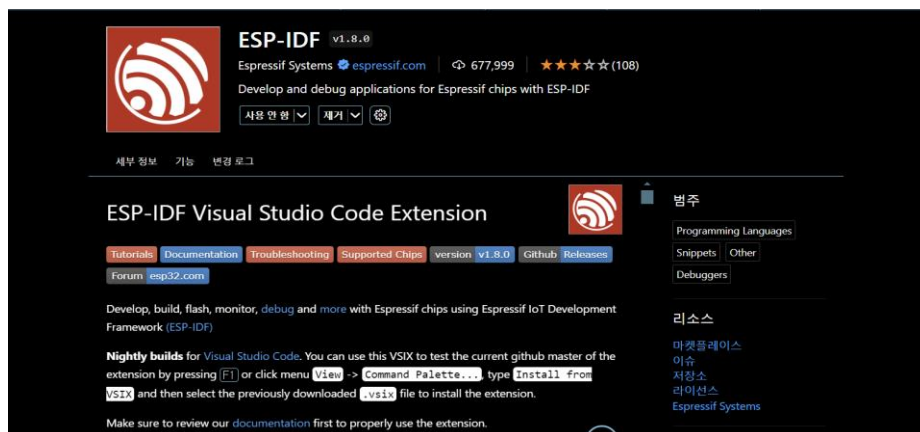 ESP-IDF v1.8.0
Espressif Systems espressif.com 677,999 ★★★☆☆(108)
Develop and debug applications for Espressif chips with ESP-IDF
사용 안 함 제거
세부 정보 기능 변경 로그
ESP-IDF Visual Studio Code Extension
Tutorials Documentation Troubleshooting Supported Chips version v1.8.0 Github Releases
Forum esp32.com
Develop, build, flash, monitor, debug and more with Espressif chips using Espressif IoT Development
Framework (ESP-IDF)
Nightly builds for Visual Studio Code. You can use this VSIX to test the current github master of the
extension by pressing F1 or click menu View -> Command Palette..., type Install from
VSIX and then select the previously downloaded .vsix file to install the extension.
Make sure to review our documentation first to properly use the extension.
범주
Programming Languages
Snippets Other
Debuggers
리소스
마켓플레이스
이슈
저장소
라이선스
Espressif Systems